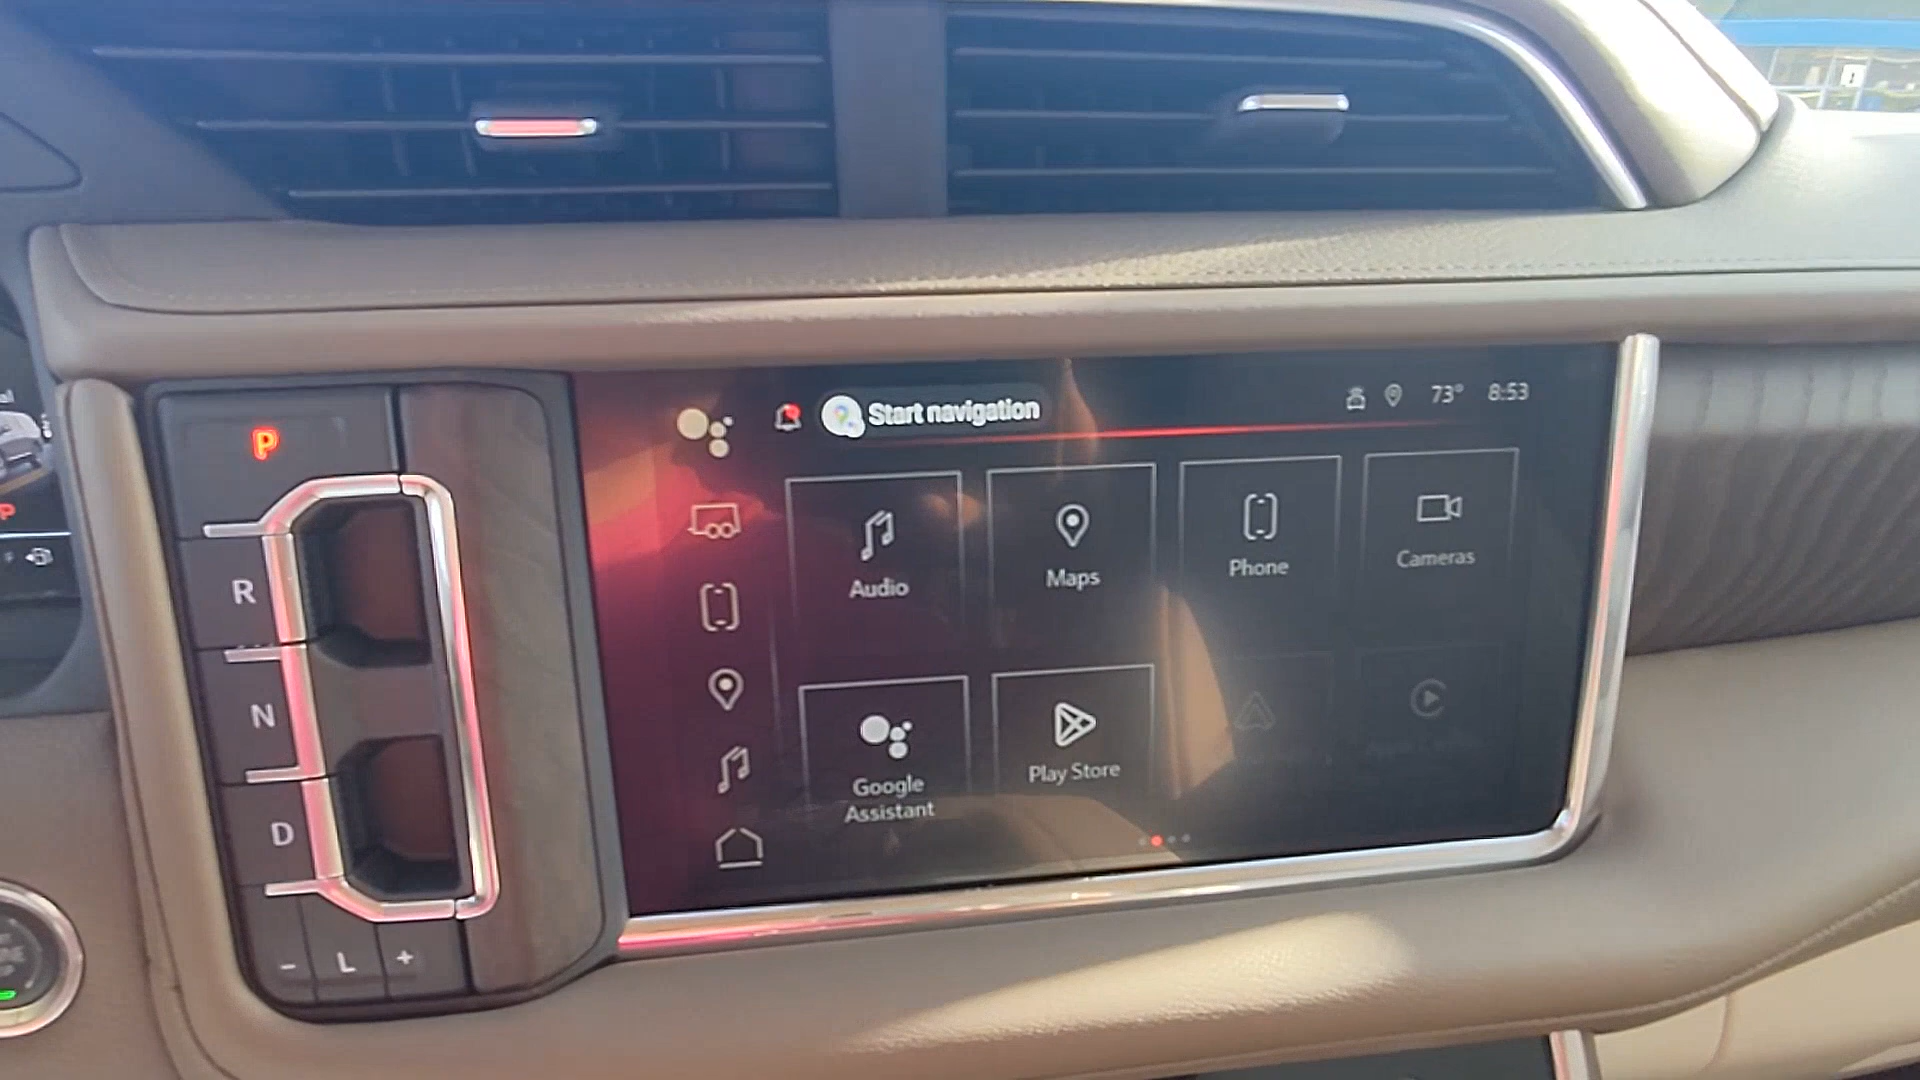 P
R
N
D
- L +
Start navigation
73° 8:53
Audio
Maps
Phone
Cameras
Google
Assistant
Play Store
P